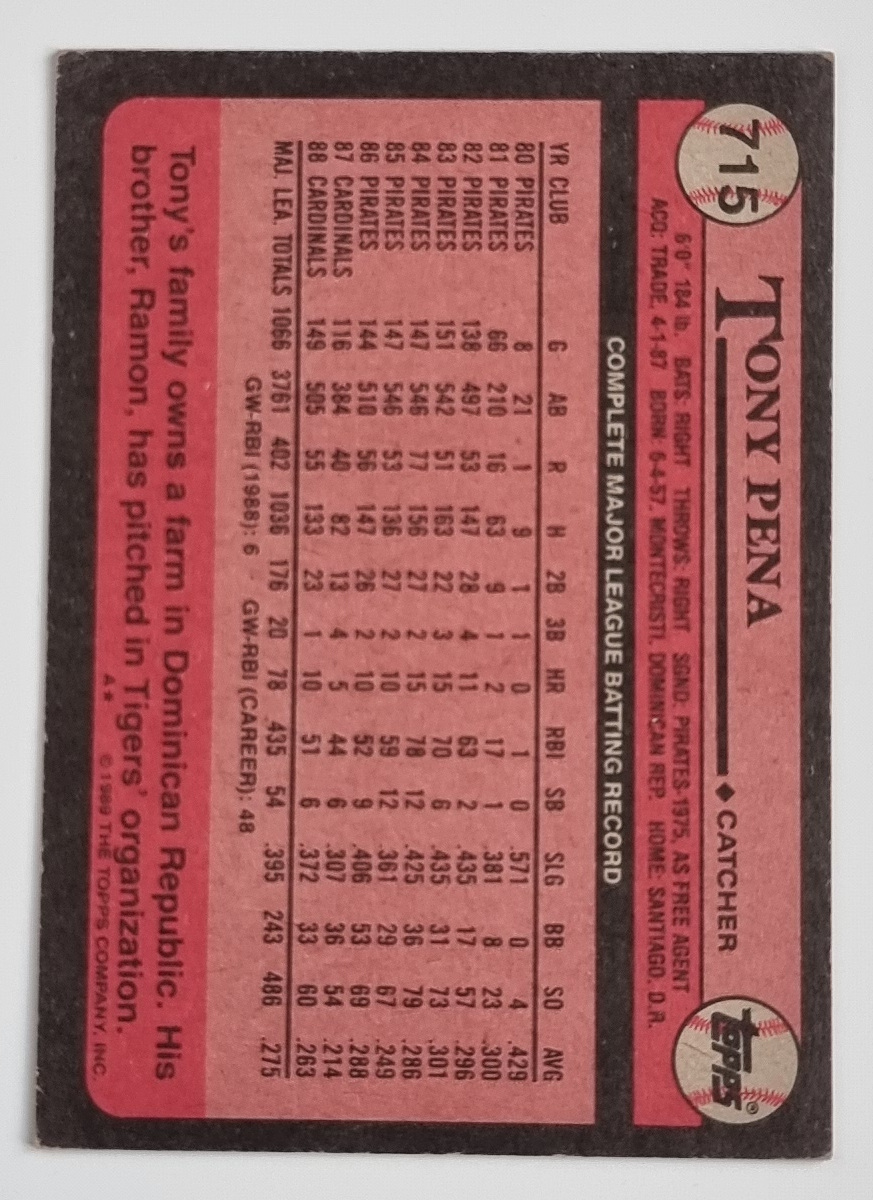 715
TONY PENA ♦ CATCHER
topps®
6'0" 184 lb. BATS: RIGHT THROWS: RIGHT SGND: PIRATES-1975, AS FREE AGENT
ACQ: TRADE, 4-1-87 BORN: 6-4-57, MONTECRISTI, DOMINICAN REP. HOME: SANTIAGO, D.R.
COMPLETE MAJOR LEAGUE BATTING RECORD
YR CLUB G AB R H 2B 3B HR RBI SB SLG BB SO AVG
80 PIRATES 8 21 1 9 1 1 0 1 0 .571 0 4 .429
81 PIRATES 66 210 16 63 9 1 2 17 1 .381 8 23 .300
82 PIRATES 138 497 53 147 28 4 11 63 2 .435 17 57 .296
83 PIRATES 151 542 51 163 22 3 15 70 6 .435 31 73 .301
84 PIRATES 147 546 77 156 27 2 15 78 12 .425 36 79 .286
85 PIRATES 147 546 53 136 27 2 10 59 12 .361 29 67 .249
86 PIRATES 144 510 56 147 26 2 10 52 9 .406 53 69 .288
87 CARDINALS 116 384 40 82 13 4 5 44 6 .307 36 54 .214
88 CARDINALS 149 505 55 133 23 1 10 51 6 .372 33 60 .263
MAJ. LEA. TOTALS 1066 3761 402 1036 176 20 78 435 54 .395 243 486 .275
GW-RBI (1988): 6 GW-RBI (CAREER): 48
Tony's family owns a farm in Dominican Republic. His
brother, Ramon, has pitched in Tigers' organization.
A* ©1989 THE TOPPS COMPANY, INC.